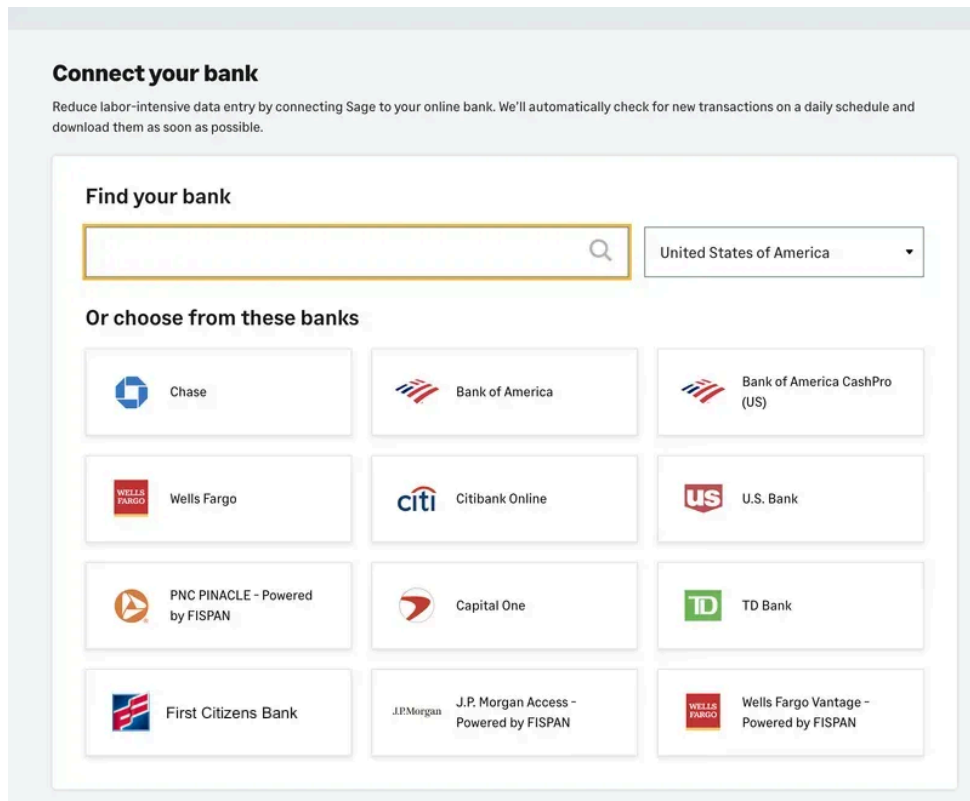 Connect your bank
Reduce labor-intensive data entry by connecting Sage to your online bank. We'll automatically check for new transactions on a daily schedule and
download them as soon as possible.
Find your bank
United States of America
Or choose from these banks
Chase
Bank of America
Bank of America CashPro
(US)
WELLS
FARGO
Wells Fargo
citi
Citibank Online
us
U.S. Bank
PNC PINACLE - Powered
by FISPAN
Capital One
TD
TD Bank
First Citizens Bank
J.P.Morgan
J.P. Morgan Access -
Powered by FISPAN
WELLS
FARGO
Wells Fargo Vantage -
Powered by FISPAN